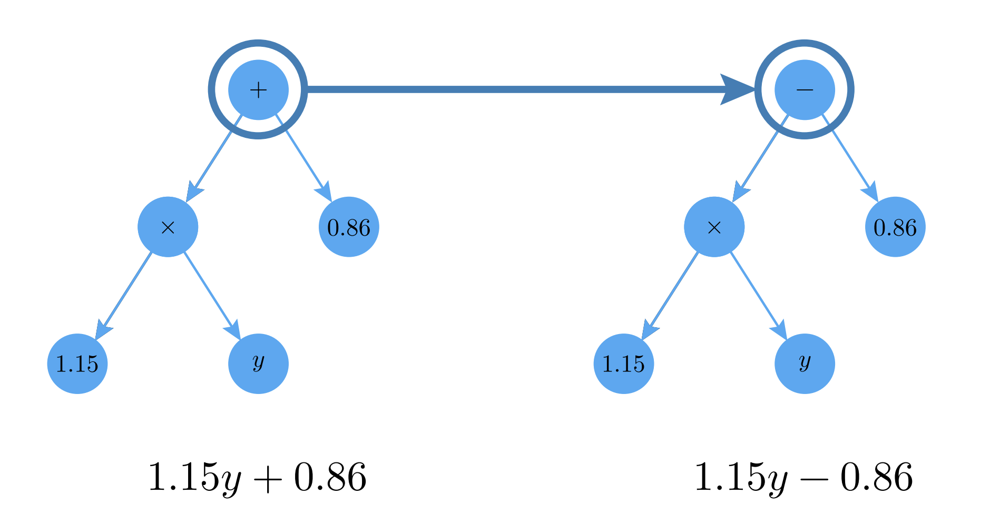 + −
× 0.86 × 0.86
1.15 y 1.15 y
1.15y + 0.86 1.15y − 0.86